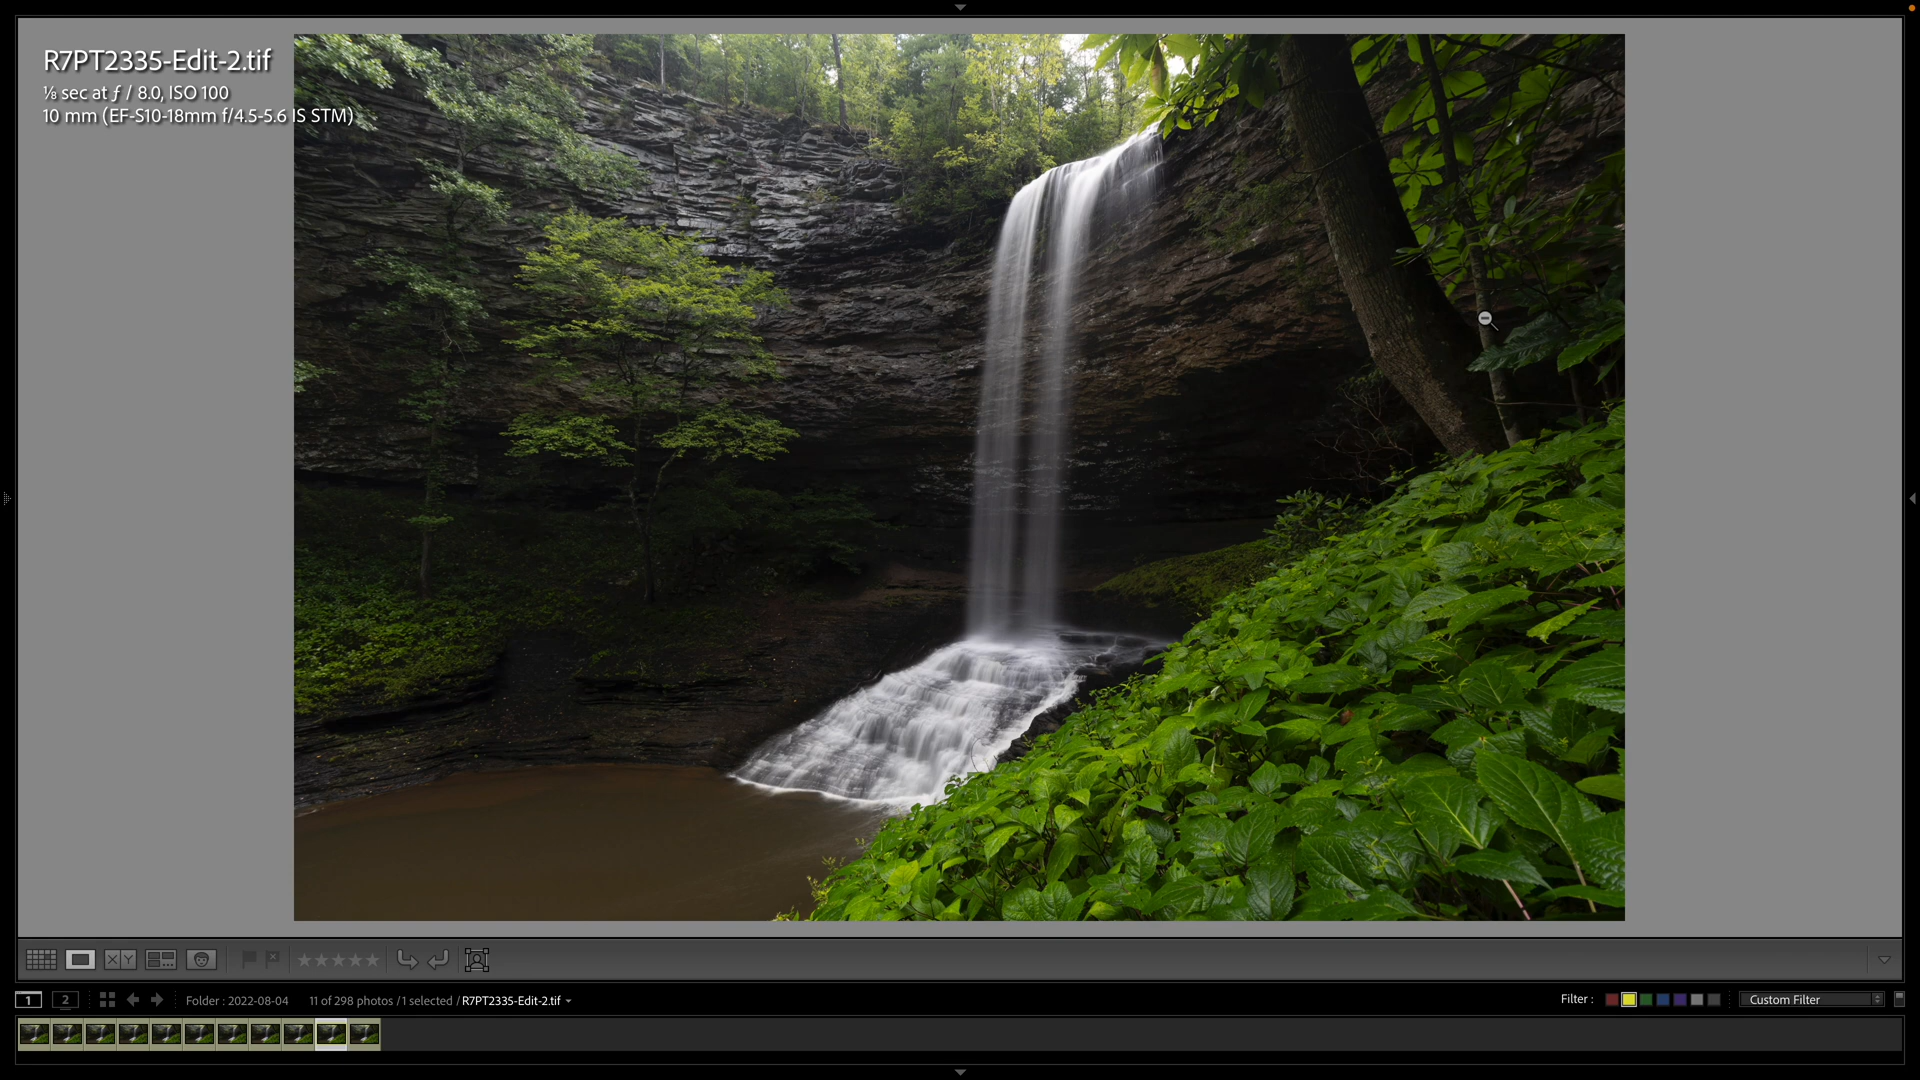 R7PT2335-Edit-2.tif
⅛ sec at ƒ / 8.0, ISO 100
10 mm (EF-S10-18mm f/4.5-5.6 IS STM)
X Y
1 2 Folder : 2022-08-04 11 of 298 photos / 1 selected / R7PT2335-Edit-2.tif Filter : Custom Filter